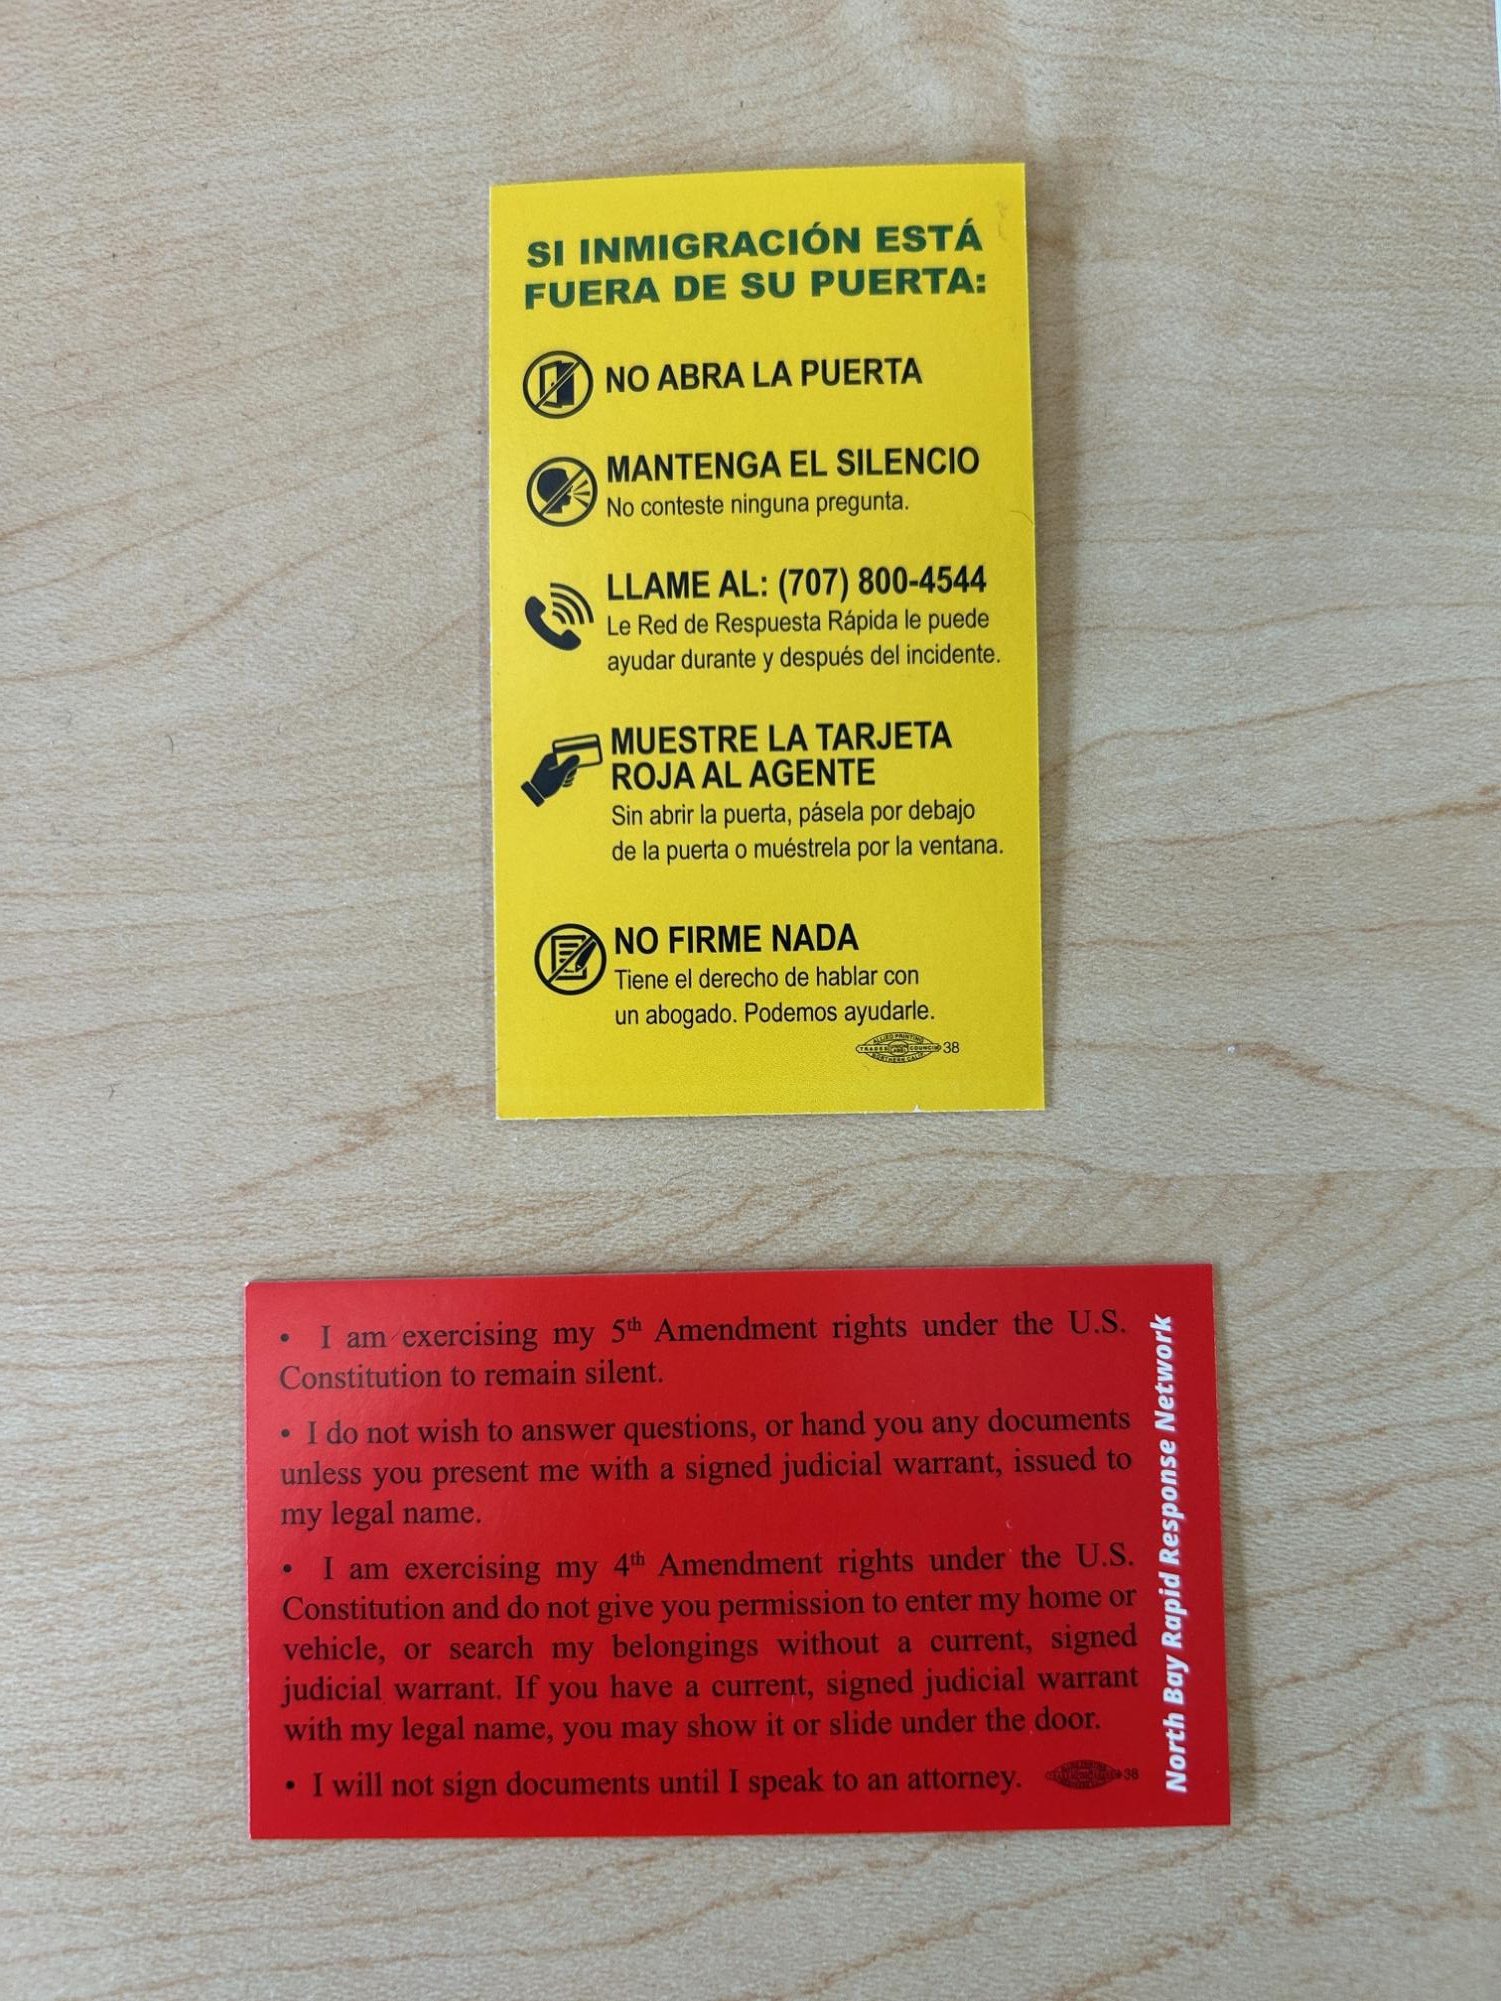 SI INMIGRACIÓN ESTÁ
FUERA DE SU PUERTA:
NO ABRA LA PUERTA
MANTENGA EL SILENCIO
No conteste ninguna pregunta.
LLAME AL: (707) 800-4544
Le Red de Respuesta Rápida le puede
ayudar durante y después del incidente.
MUESTRE LA TARJETA
ROJA AL AGENTE
Sin abrir la puerta, pásela por debajo
de la puerta o muéstrela por la ventana.
NO FIRME NADA
Tiene el derecho de hablar con
un abogado. Podemos ayudarle.
ALLIED PRINTING
TRADES COUNCIL
NORTHERN CALIF
38
• I am exercising my 5th Amendment rights under the U.S.
Constitution to remain silent.
• I do not wish to answer questions, or hand you any documents
unless you present me with a signed judicial warrant, issued to
my legal name.
• I am exercising my 4th Amendment rights under the U.S.
Constitution and do not give you permission to enter my home or
vehicle, or search my belongings without a current, signed
judicial warrant. If you have a current, signed judicial warrant
with my legal name, you may show it or slide under the door.
• I will not sign documents until I speak to an attorney.
38
North Bay Rapid Response Network